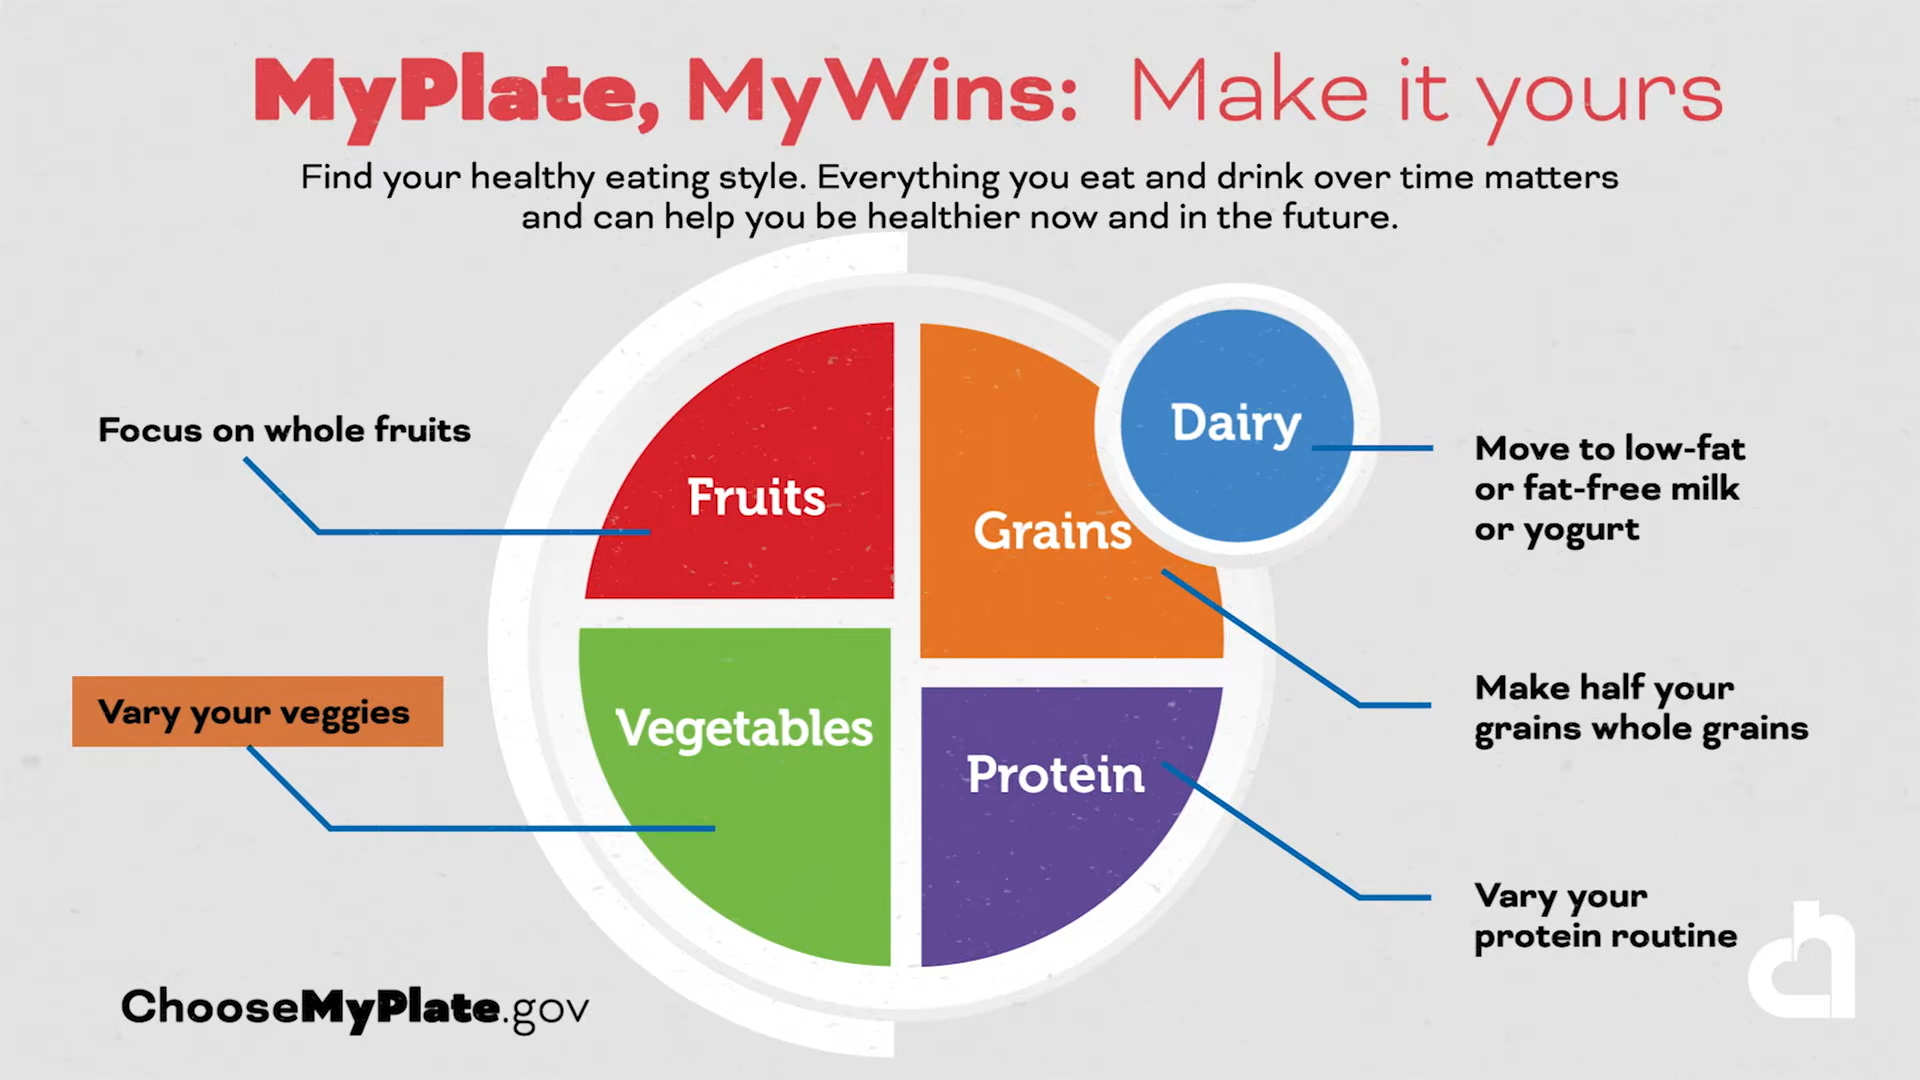 MyPlate, MyWins: Make it yours
Find your healthy eating style. Everything you eat and drink over time matters
and can help you be healthier now and in the future.
Focus on whole fruits
Fruits
Grains
Dairy
Move to low-fat
or fat-free milk
or yogurt
Vary your veggies
Vegetables
Protein
Make half your
grains whole grains
Vary your
protein routine
ChooseMyPlate.gov